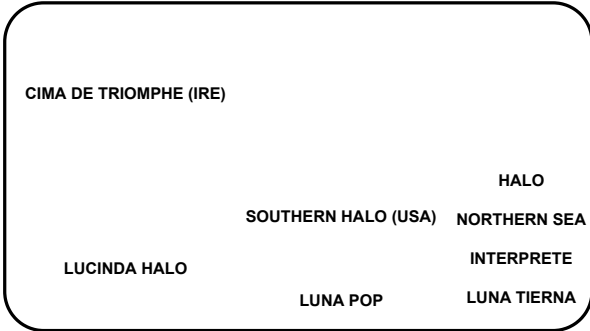 CIMA DE TRIOMPHE (IRE)
HALO
SOUTHERN HALO (USA)
NORTHERN SEA
LUCINDA HALO
INTERPRETE
LUNA POP
LUNA TIERNA